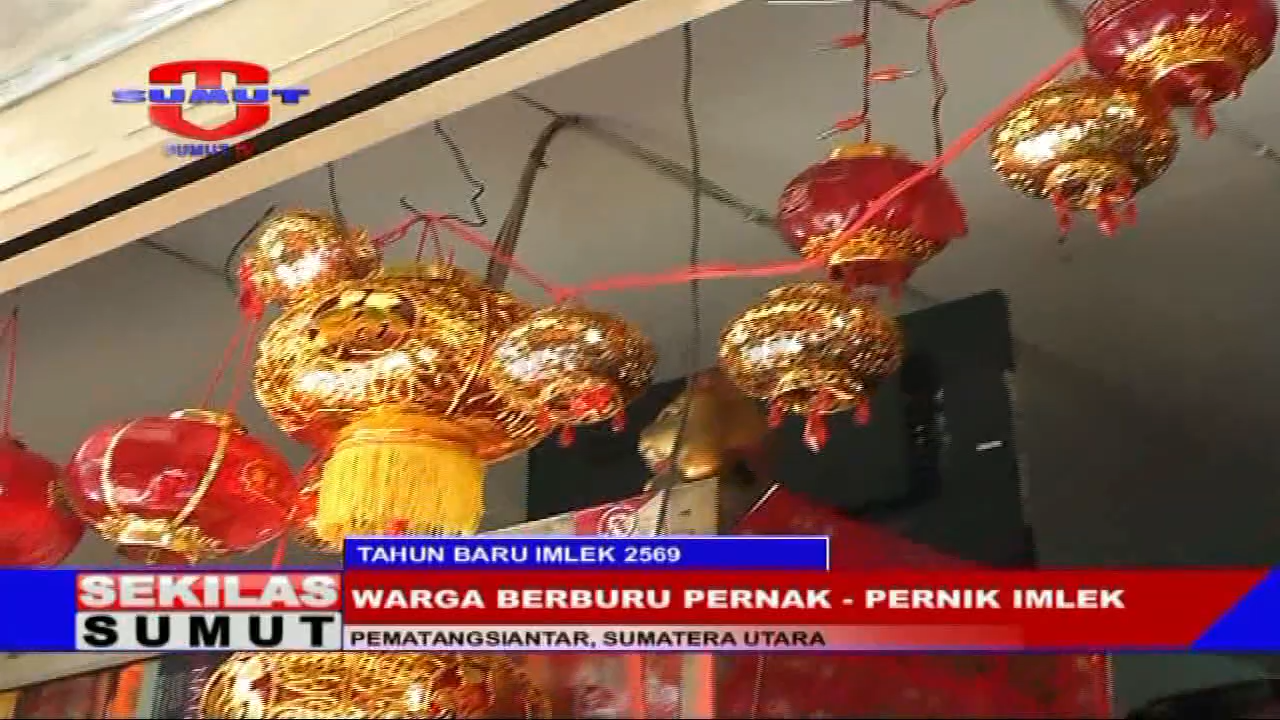 SUMUT
SUMUT TV
TAHUN BARU IMLEK 2569
SEKILAS
SUMUT
WARGA BERBURU PERNAK - PERNIK IMLEK
PEMATANGSIANTAR, SUMATERA UTARA